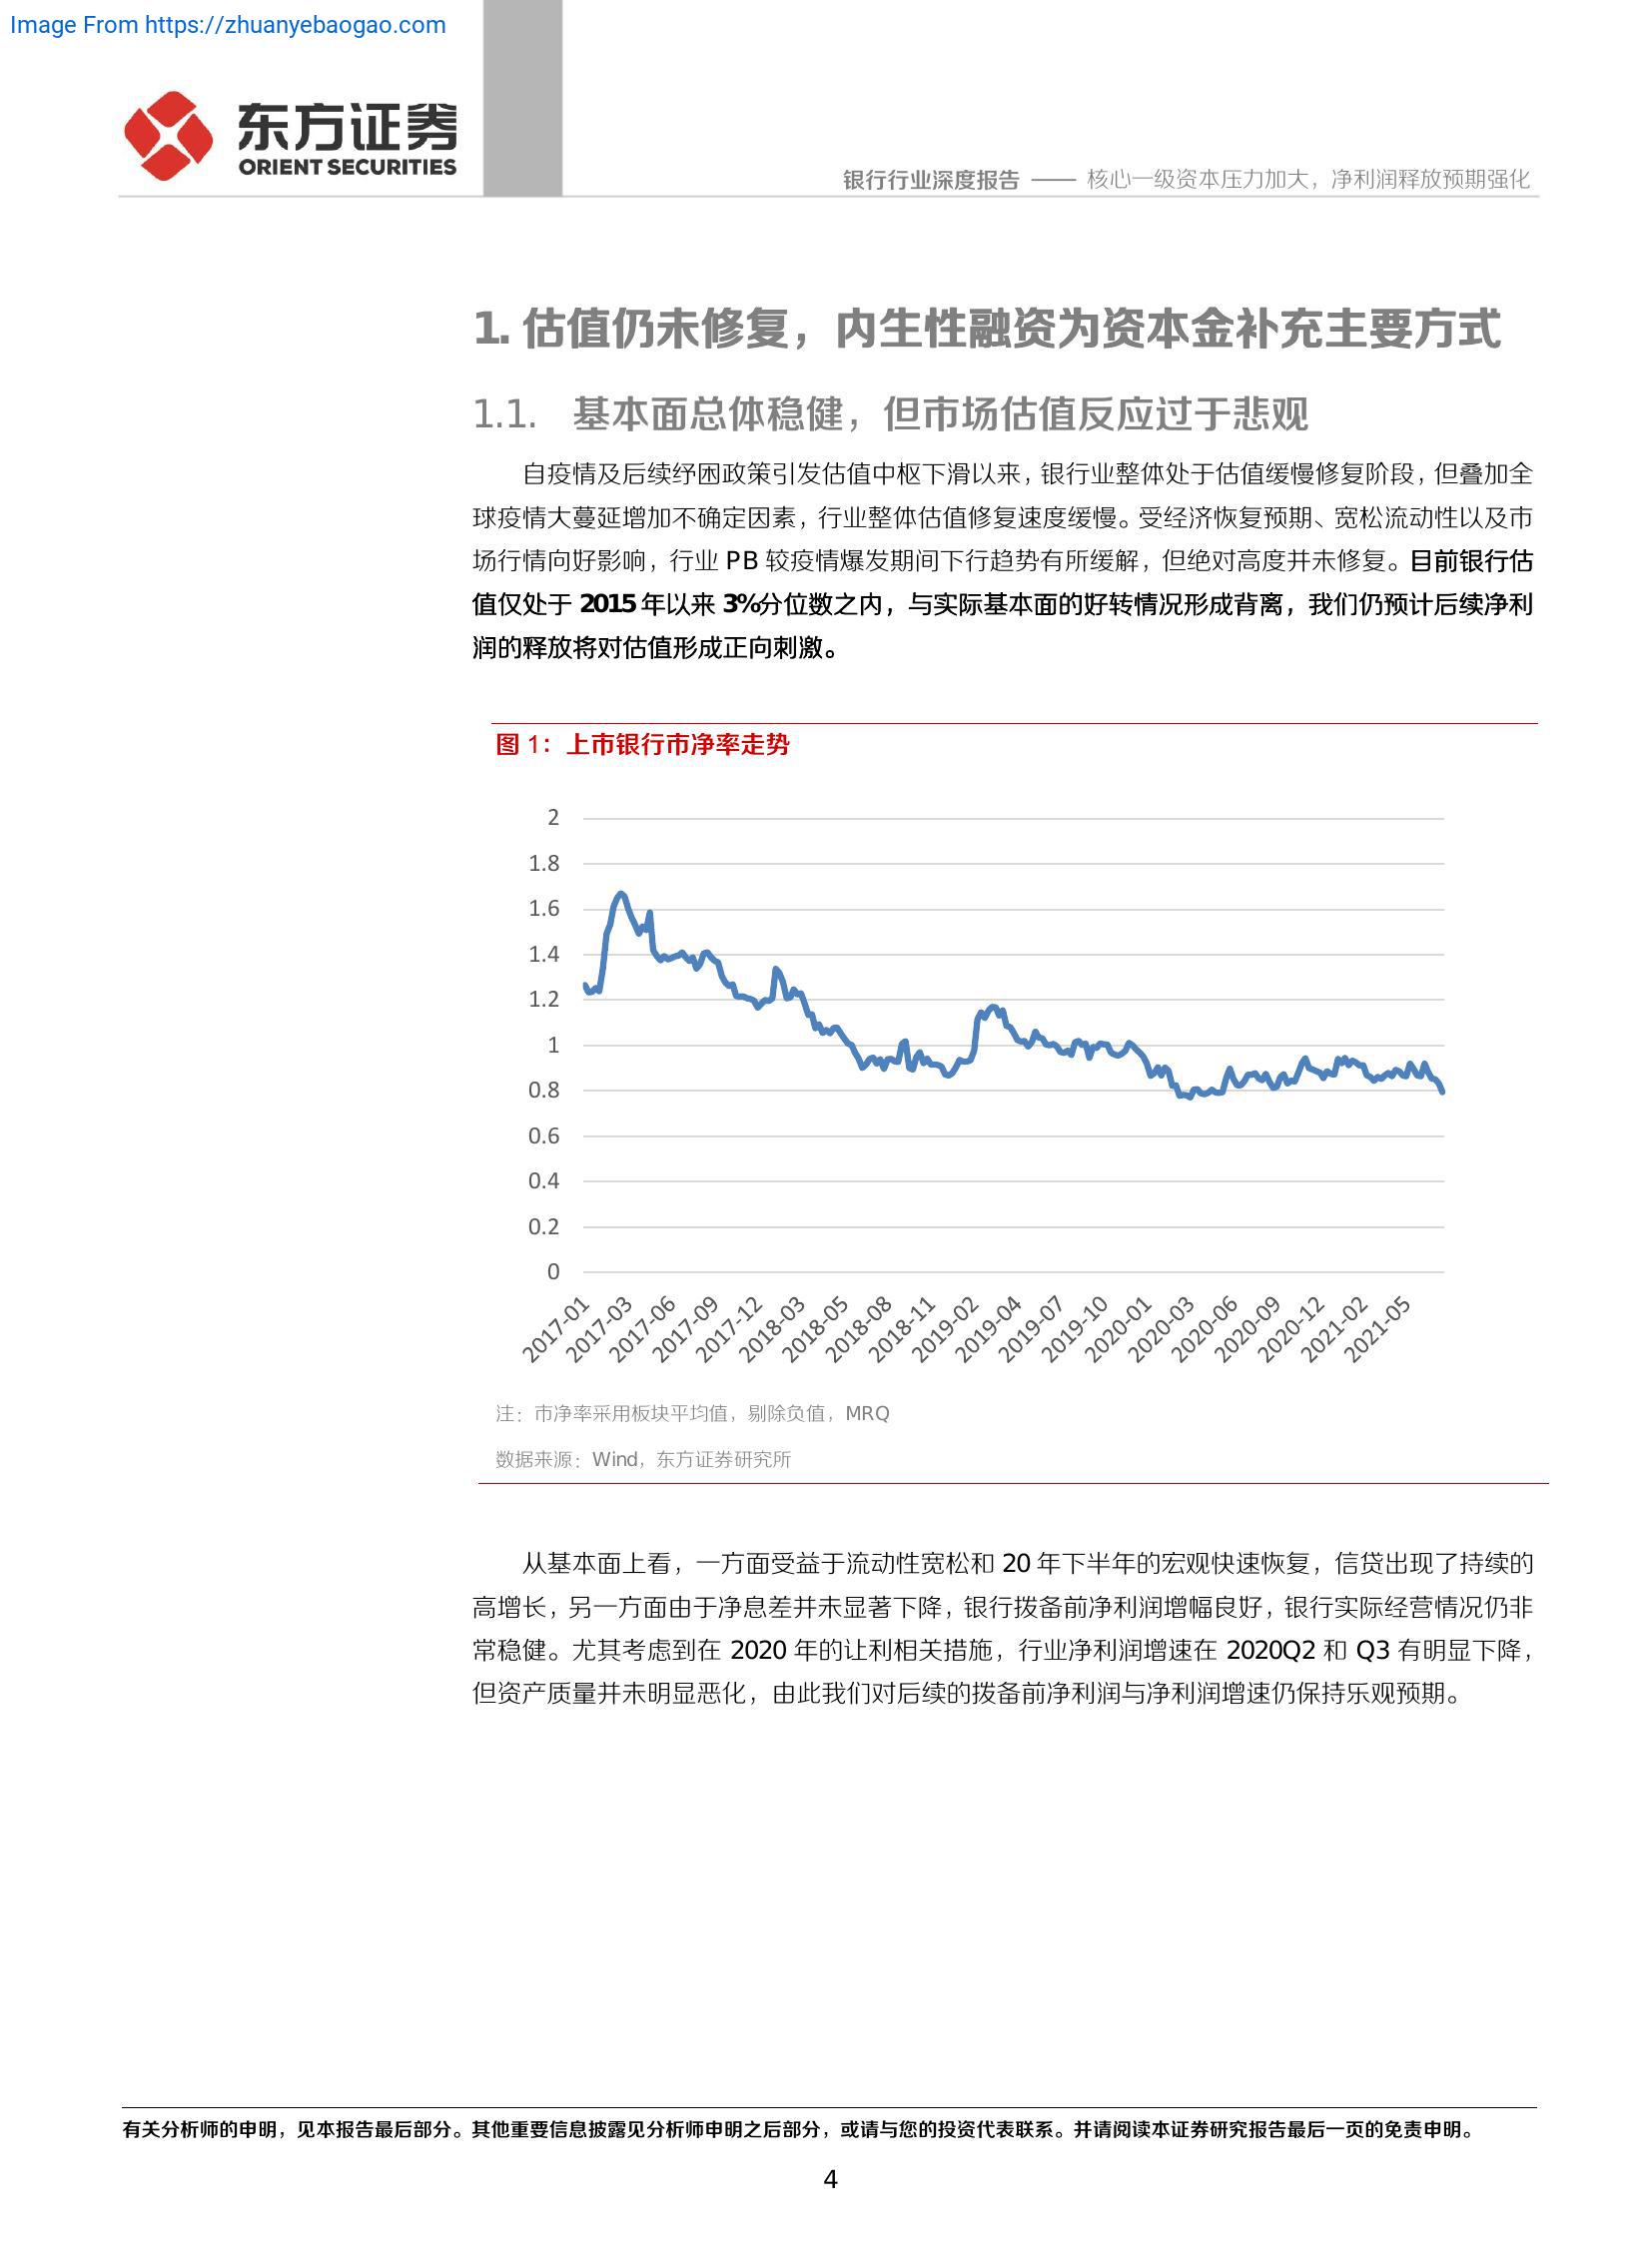 Image From https://zhuanyebaogao.com
东方证券
ORIENT SECURITIES
银行行业深度报告 —— 核心一级资本压力加大，净利润释放预期强化
1. 估值仍未修复，内生性融资为资本金补充主要方式
1.1. 基本面总体稳健，但市场估值反应过于悲观
自疫情及后续纾困政策引发估值中枢下滑以来，银行业整体处于估值缓慢修复阶段，但叠加全
球疫情大蔓延增加不确定因素，行业整体估值修复速度缓慢。受经济恢复预期、宽松流动性以及市
场行情向好影响，行业 PB 较疫情爆发期间下行趋势有所缓解，但绝对高度并未修复。目前银行估
值仅处于 2015 年以来 3%分位数之内，与实际基本面的好转情况形成背离，我们仍预计后续净利
润的释放将对估值形成正向刺激。
图 1：上市银行市净率走势
2
1.8
1.6
1.4
1.2
1
0.8
0.6
0.4
0.2
0
2017-01
2017-03
2017-06
2017-09
2017-12
2018-03
2018-05
2018-08
2018-11
2019-02
2019-04
2019-07
2019-10
2020-01
2020-03
2020-06
2020-09
2020-12
2021-02
2021-05
注：市净率采用板块平均值，剔除负值，MRQ
数据来源：Wind，东方证券研究所
从基本面上看，一方面受益于流动性宽松和 20 年下半年的宏观快速恢复，信贷出现了持续的
高增长，另一方面由于净息差并未显著下降，银行拨备前净利润增幅良好，银行实际经营情况仍非
常稳健。尤其考虑到在 2020 年的让利相关措施，行业净利润增速在 2020Q2 和 Q3 有明显下降，
但资产质量并未明显恶化，由此我们对后续的拨备前净利润与净利润增速仍保持乐观预期。
有关分析师的申明，见本报告最后部分。其他重要信息披露见分析师申明之后部分，或请与您的投资代表联系。并请阅读本证券研究报告最后一页的免责申明。
4